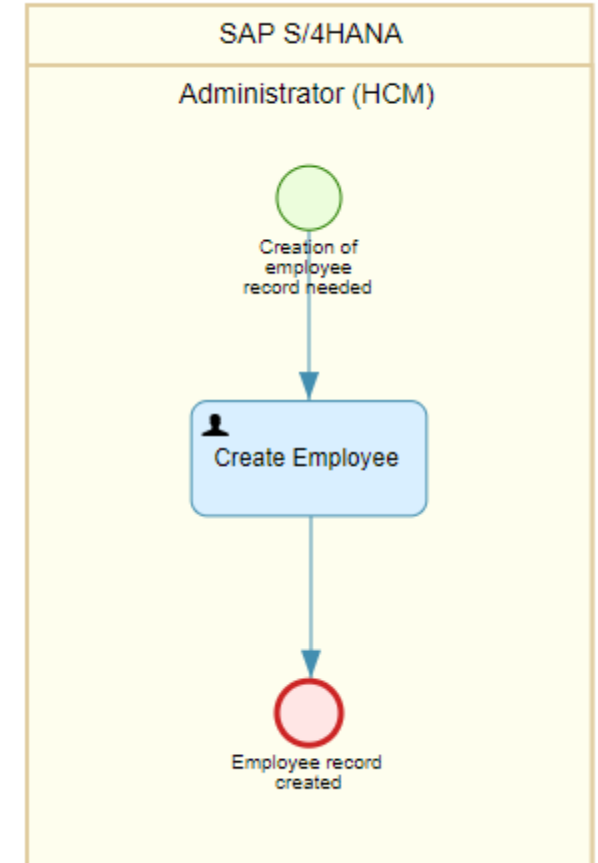 SAP S/4HANA
Administrator (HCM)
Creation of
employee
record needed
Create Employee
Employee record
created